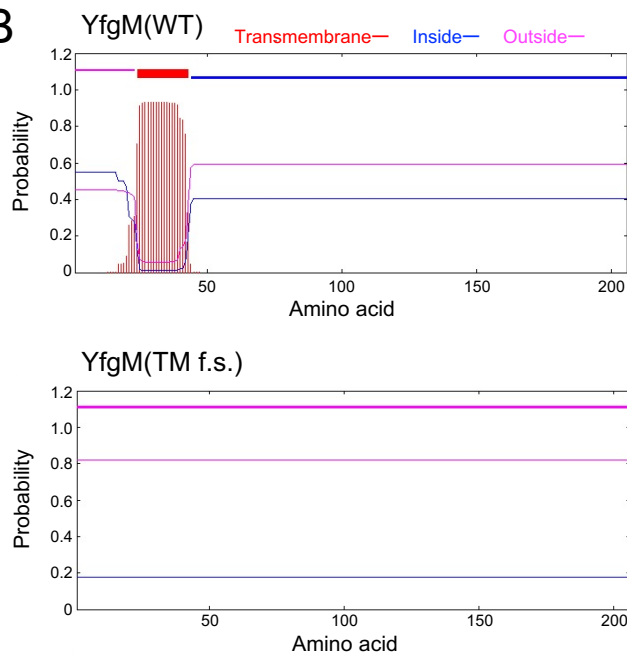 B
YfgM(WT)
Transmembrane— Inside— Outside—
1.2
1.0
0.8
0.6
0.4
0.2
0
Probability
50 100 150 200
Amino acid
YfgM(TM f.s.)
1.2
1.0
0.8
0.6
0.4
0.2
0
Probability
50 100 150 200
Amino acid